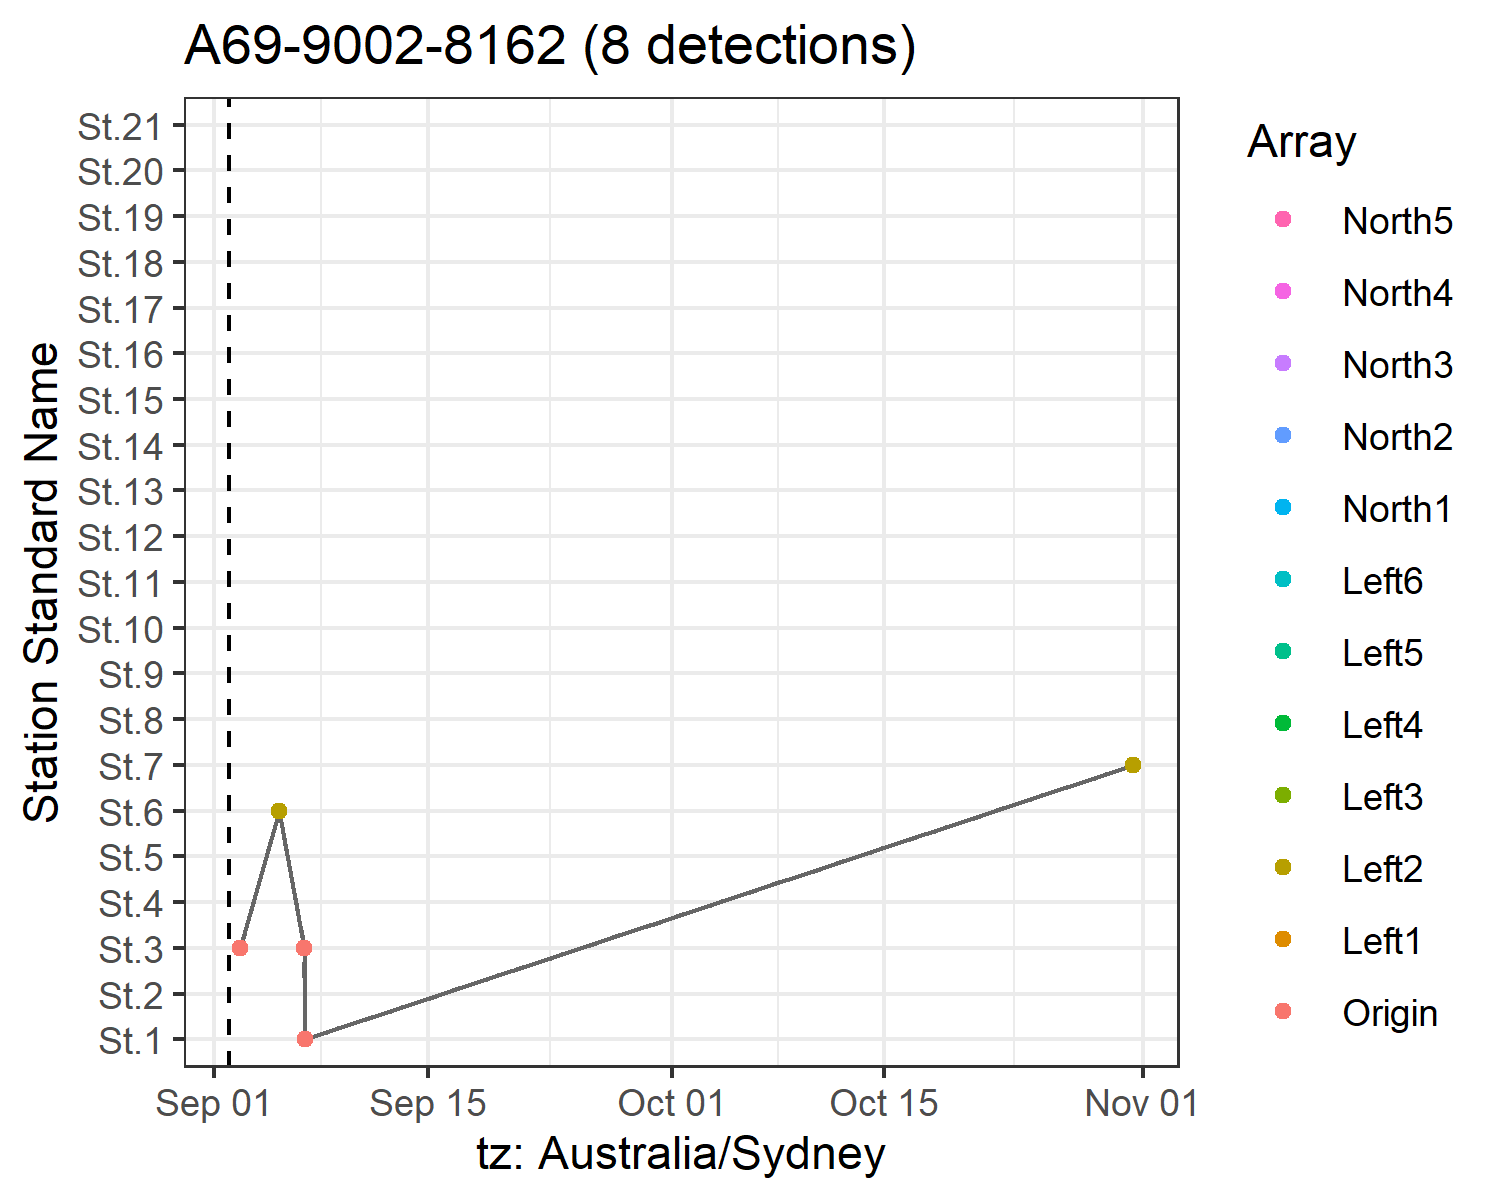 A69-9002-8162 (8 detections)
Station Standard Name
St.21
St.20
St.19
St.18
St.17
St.16
St.15
St.14
St.13
St.12
St.11
St.10
St.9
St.8
St.7
St.6
St.5
St.4
St.3
St.2
St.1
Sep 01 Sep 15 Oct 01 Oct 15 Nov 01
tz: Australia/Sydney
Array
North5
North4
North3
North2
North1
Left6
Left5
Left4
Left3
Left2
Left1
Origin